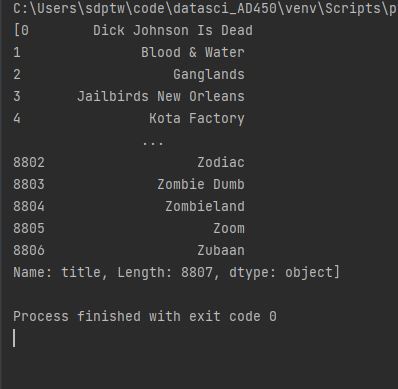 C:\Users\sdptw\code\datasci_AD450\venv\Scripts\p
[0        Dick Johnson Is Dead
1               Blood & Water
2                   Ganglands
3       Jailbirds New Orleans
4                Kota Factory
                ...
8802                   Zodiac
8803              Zombie Dumb
8804               Zombieland
8805                     Zoom
8806                   Zubaan
Name: title, Length: 8807, dtype: object]
Process finished with exit code 0